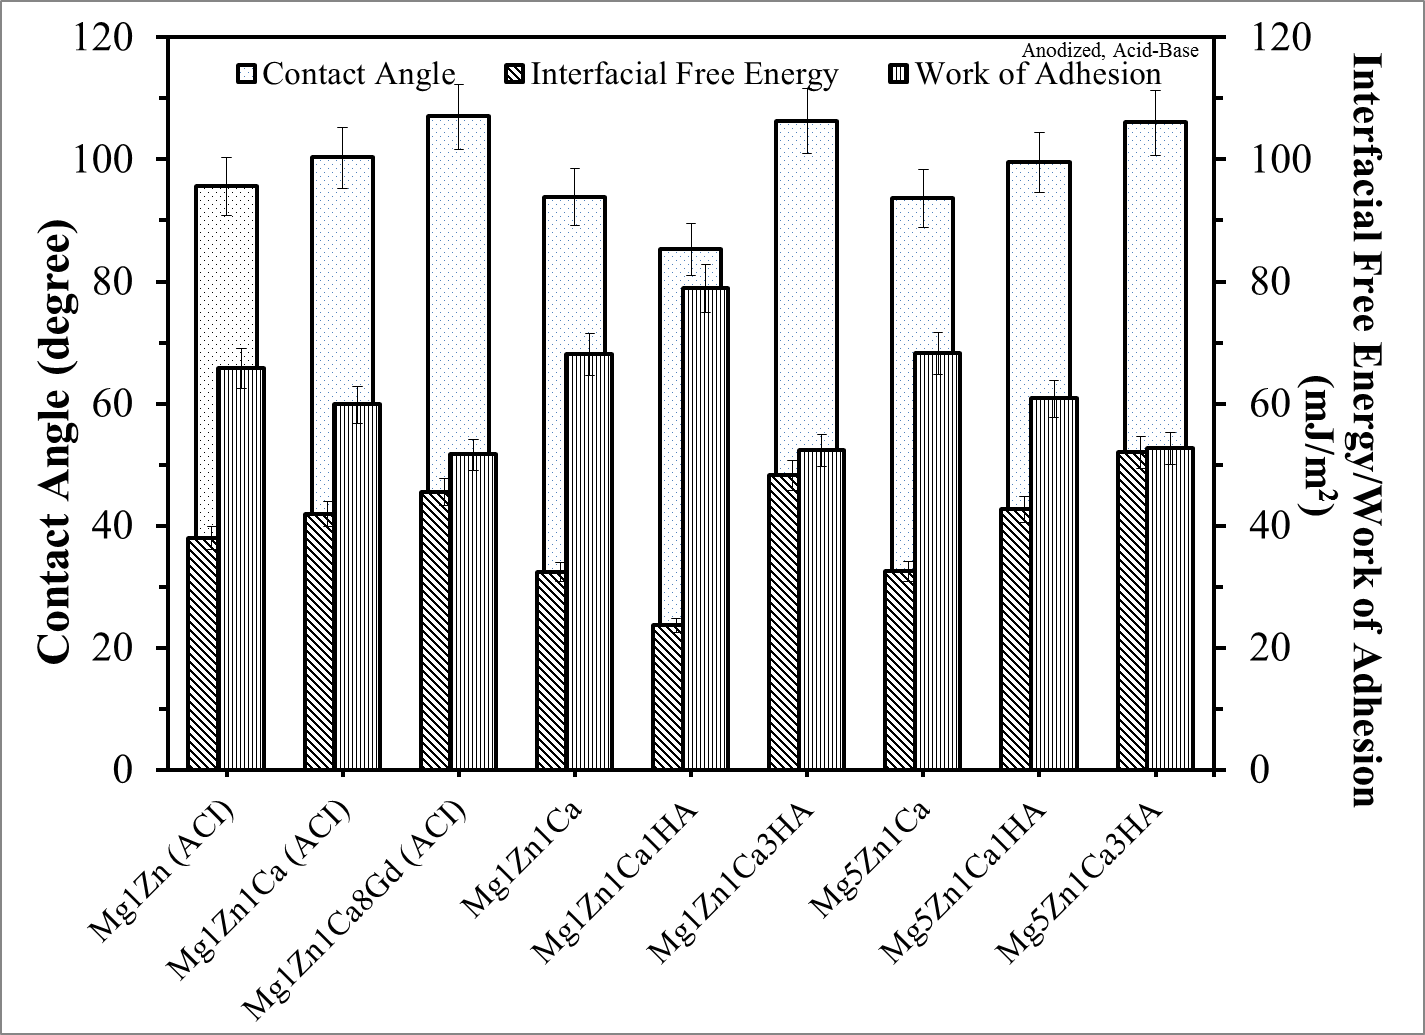 Anodized, Acid-Base
Contact Angle Interfacial Free Energy Work of Adhesion
120
100
80
60
40
20
0
Contact Angle (degree)
120
100
80
60
40
20
0
Interfacial Free Energy/Work of Adhesion
(mJ/m²)
Mg1Zn (ACI)
Mg1Zn1Ca (ACI)
Mg1Zn1Ca8Gd (ACI)
Mg1Zn1Ca
Mg1Zn1Ca1HA
Mg1Zn1Ca3HA
Mg5Zn1Ca
Mg5Zn1Ca1HA
Mg5Zn1Ca3HA